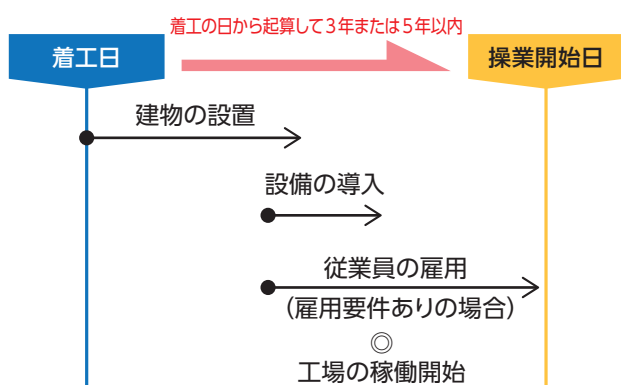 着工の日から起算して3年または5年以内
着工日
操業開始日
建物の設置
設備の導入
従業員の雇用
(雇用要件ありの場合)
◎
工場の稼働開始